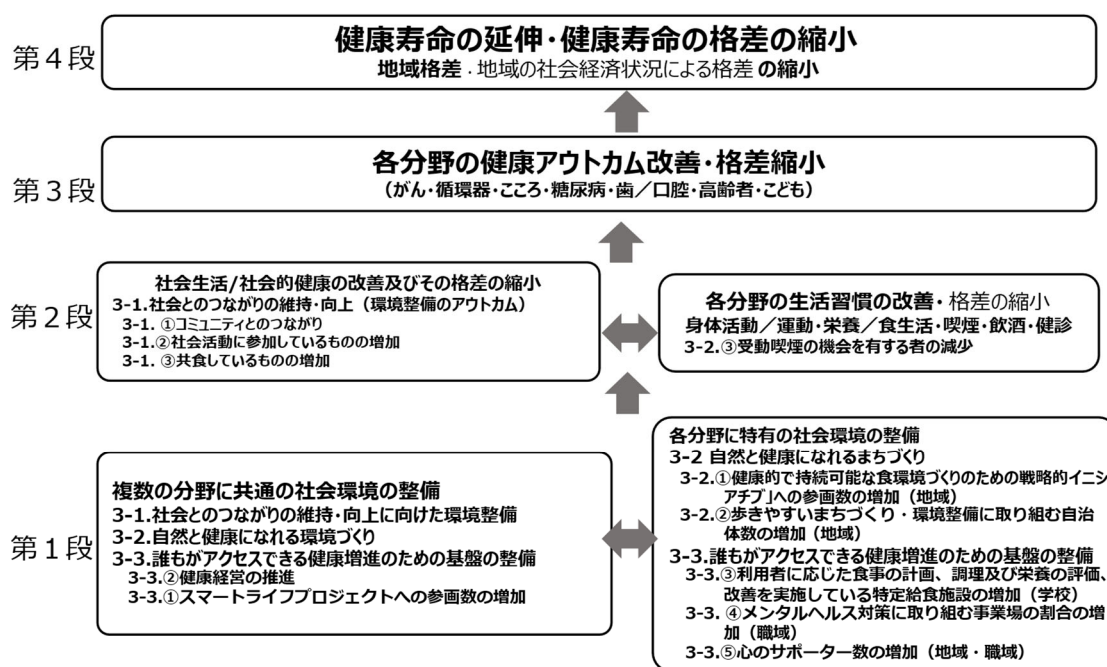 第４段
健康寿命の延伸・健康寿命の格差の縮小
地域格差・地域の社会経済状況による格差 の縮小
第３段
各分野の健康アウトカム改善・格差縮小
（がん・循環器・こころ・糖尿病・歯／口腔・高齢者・こども）
第２段
社会生活/社会的健康の改善及びその格差の縮小
3-1.社会とのつながりの維持・向上（環境整備のアウトカム）
3-1. ①コミュニティとのつながり
3-1.②社会活動に参加しているものの増加
3-1. ③共食しているものの増加
各分野の生活習慣の改善・格差の縮小
身体活動／運動・栄養／食生活・喫煙・飲酒・健診
3-2.③受動喫煙の機会を有する者の減少
第１段
複数の分野に共通の社会環境の整備
3-1.社会とのつながりの維持・向上に向けた環境整備
3-2.自然と健康になれる環境づくり
3-3.誰もがアクセスできる健康増進のための基盤の整備
3-3.②健康経営の推進
3-3.①スマートライフプロジェクトへの参画数の増加
各分野に特有の社会環境の整備
3-2 自然と健康になれるまちづくり
3-2.①健康的で持続可能な食環境づくりのための戦略的イニシ
アチブ」への参画数の増加（地域）
3-2.②歩きやすいまちづくり・環境整備に取り組む自治
体数の増加（地域）
3-3.誰もがアクセスできる健康増進のための基盤の整備
3-3.③利用者に応じた食事の計画、調理及び栄養の評価、
改善を実施している特定給食施設の増加（学校）
3-3. ④メンタルヘルス対策に取り組む事業場の割合の増
加（職域）
3-3.⑤心のサポーター数の増加（地域・職域）